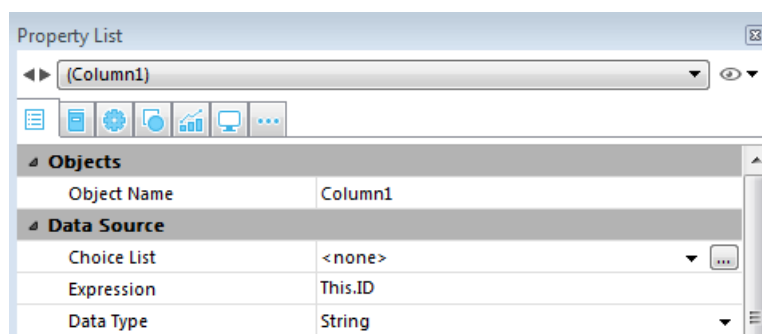 Property List
(Column1)
Objects
Object Name Column1
Data Source
Choice List <none>
Expression This.ID
Data Type String